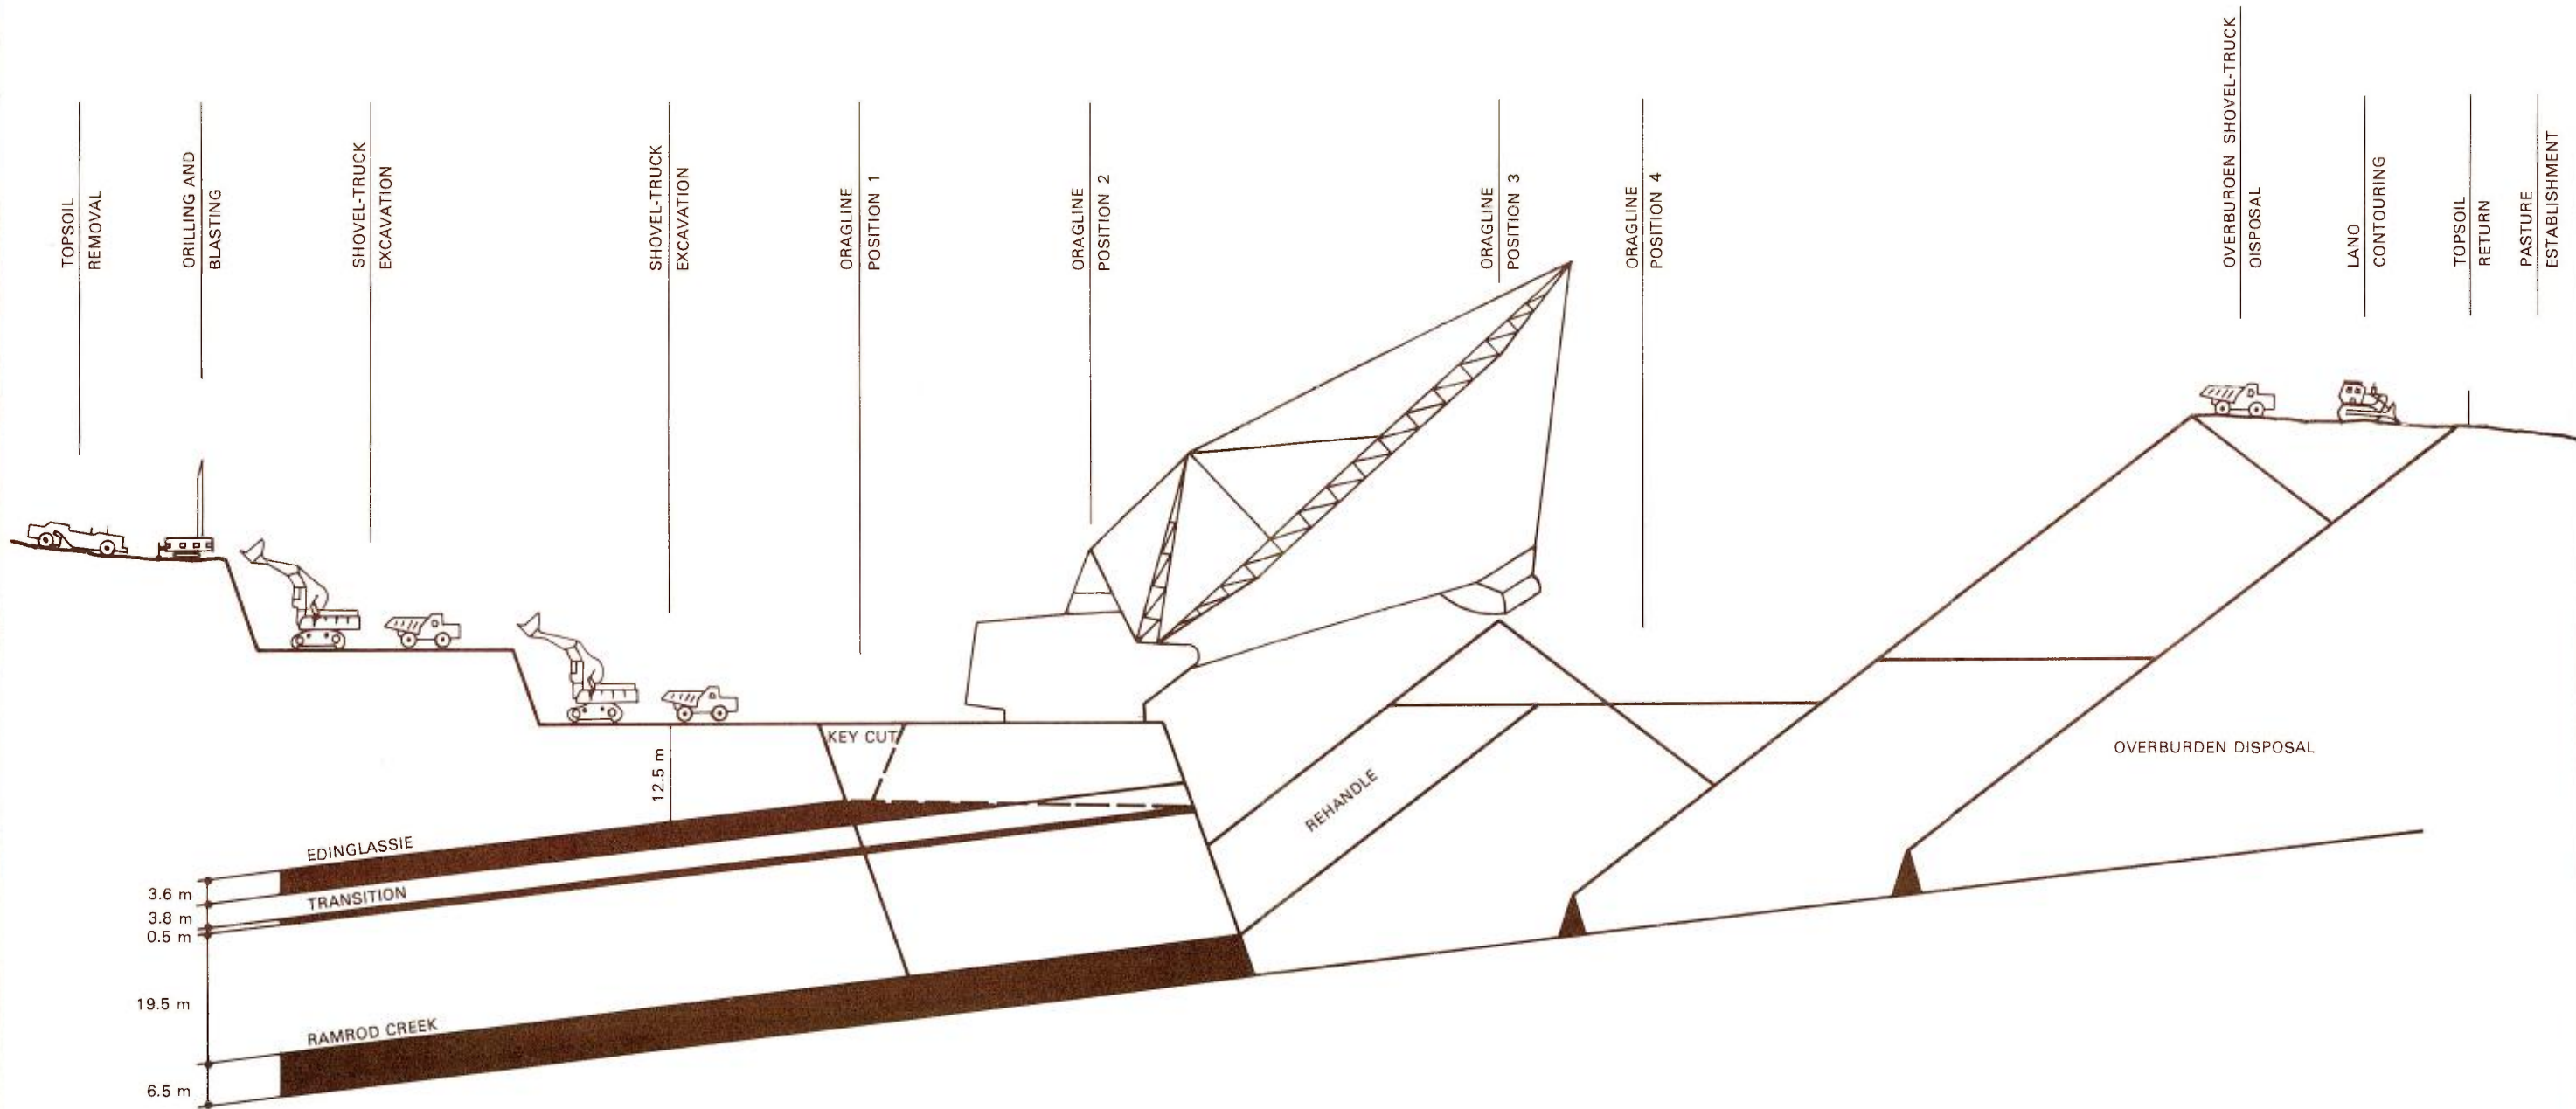 TOPSOIL
REMOVAL
ORILLING AND
BLASTING
SHOVEL-TRUCK
EXCAVATION
SHOVEL-TRUCK
EXCAVATION
ORAGLINE
POSITION 1
ORAGLINE
POSITION 2
ORAGLINE
POSITION 3
ORAGLINE
POSITION 4
OVERBUROEN SHOVEL-TRUCK
OISPOSAL
LANO
CONTOURING
TOPSOIL
RETURN
PASTURE
ESTABLISHMENT
KEY CUT
12.5 m
REHANDLE
OVERBURDEN DISPOSAL
EDINGLASSIE
3.6 m
TRANSITION
3.8 m
0.5 m
19.5 m
RAMROD CREEK
6.5 m